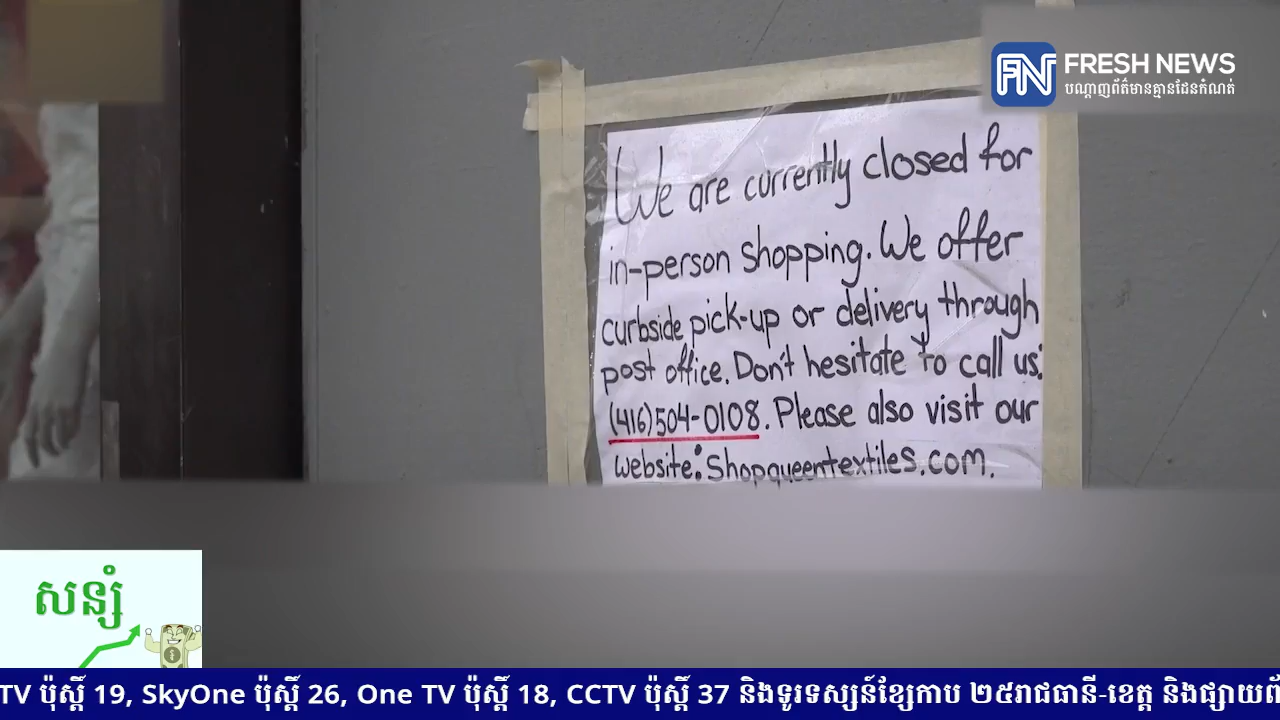 FRESH NEWS
បណ្តាញព័ត៌មានគ្មានដែនកំណត់
We are currently closed for
in-person shopping. We offer
curbside pick-up or delivery through
post office. Don't hesitate to call us:
(416)504-0108. Please also visit our
website: Shopqueentextiles.com.
សន្សំ
TV ប៉ុស្តិ៍ 19, SkyOne ប៉ុស្តិ៍ 26, One TV ប៉ុស្តិ៍ 18, CCTV ប៉ុស្តិ៍ 37 និងទូរទស្សន៍ខ្សែកាប ២៥រាជធានី-ខេត្ត និងផ្សាយ